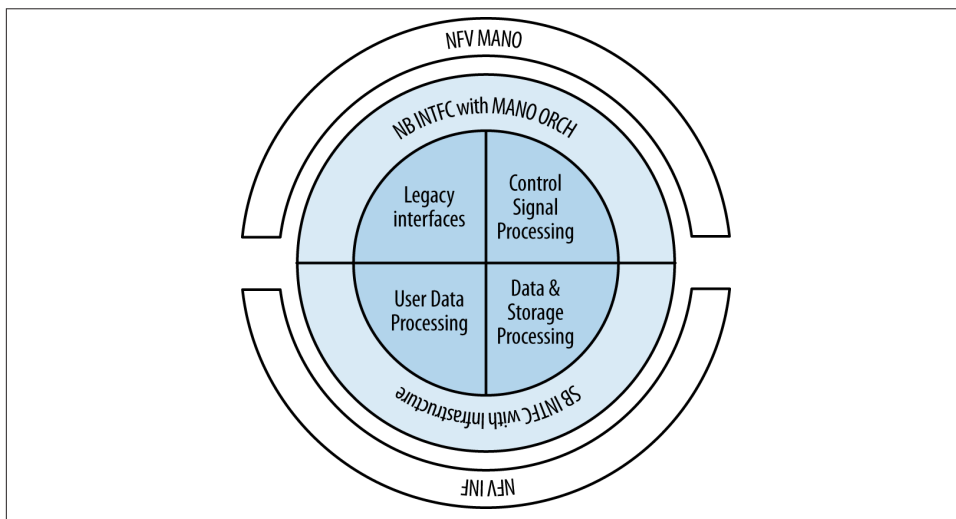 NFV MANO
NB INTFC with MANO ORCH
Legacy
interfaces
Control
Signal
Processing
User Data
Processing
Data &
Storage
Processing
SB INTFC with Infrastructure
NFV INF